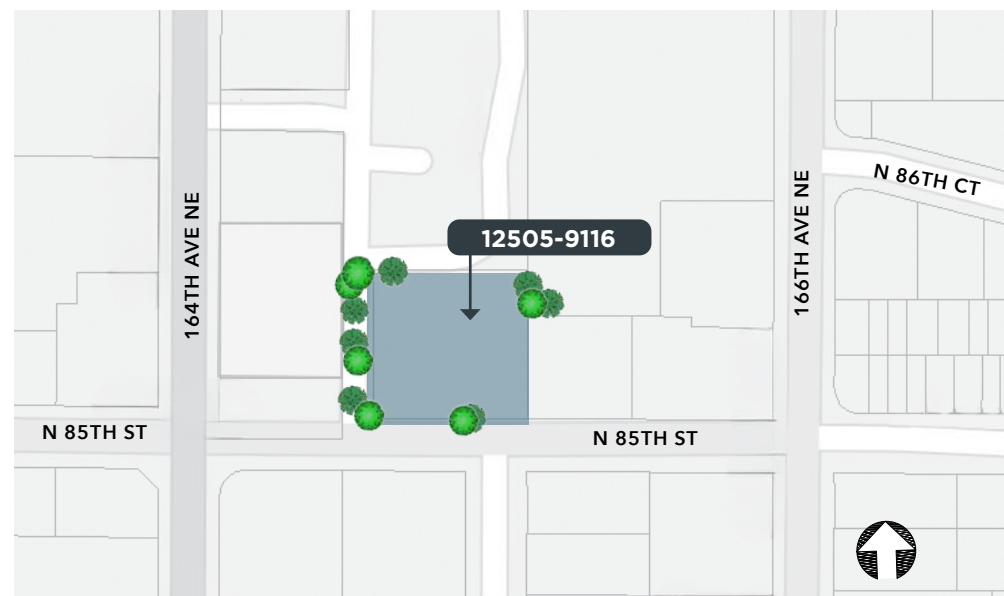 N 86TH CT
164TH AVE NE
12505-9116
166TH AVE NE
N 85TH ST
N 85TH ST